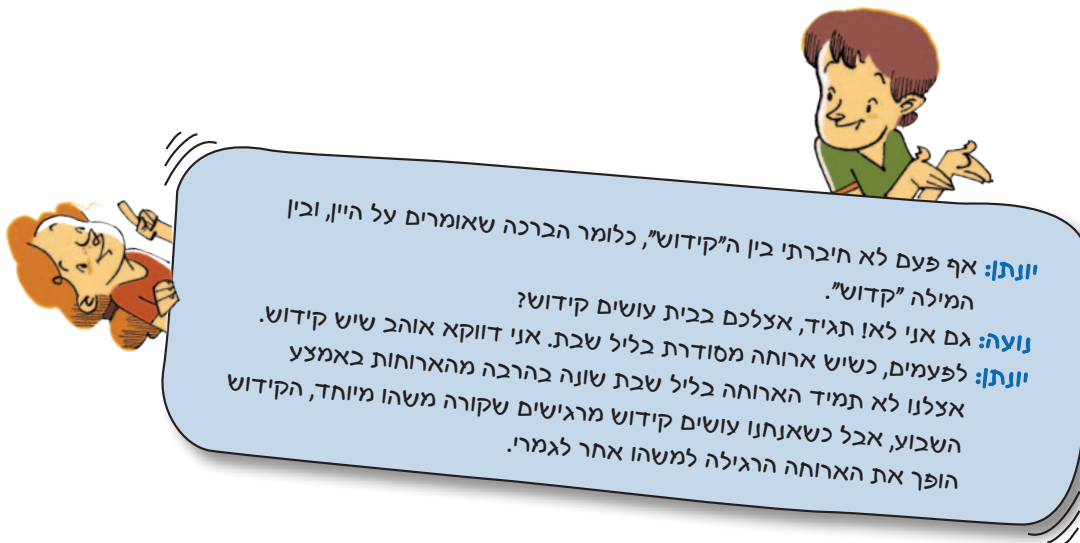 יונתן: אף פעם לא חיברתי בין ה"קידוש", כלומר הברכה שאומרים על היין, ובין
המילה "קדוש".
נועה: גם אני לא! תגיד, אצלכם בבית עושים קידוש?
יונתן: לפעמים, כשיש ארוחה מסודרת בליל שבת. אני דווקא אוהב שיש קידוש.
אצלנו לא תמיד הארוחה בליל שבת שונה בהרבה מהארוחות באמצע
השבוע, אבל כשאנחנו עושים קידוש מרגישים שקורה משהו מיוחד, הקידוש
הופך את הארוחה הרגילה למשהו אחר לגמרי.